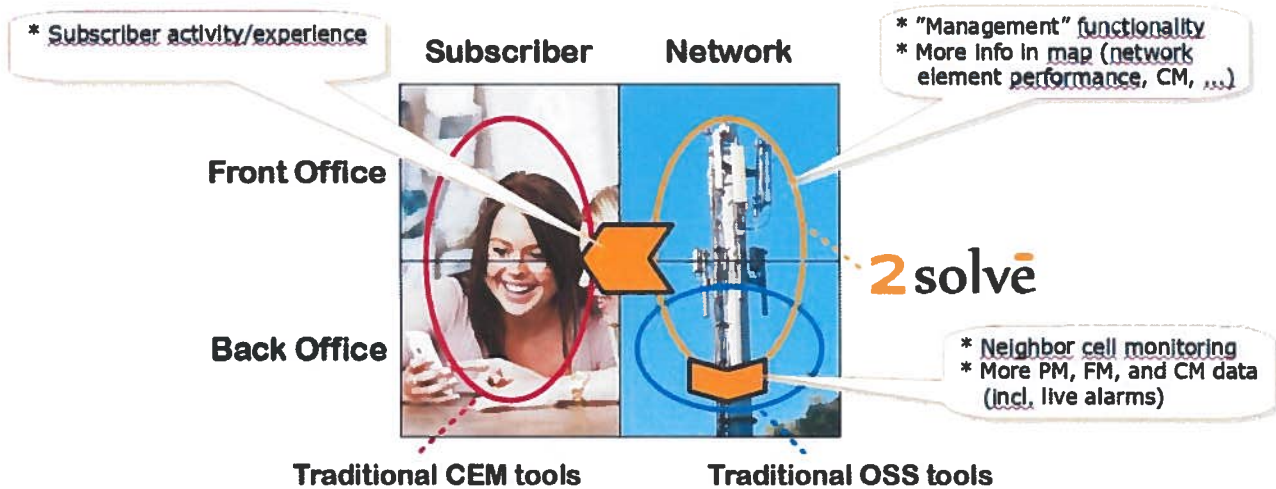 * Subscriber activity/experience
Subscriber
Network
* "Management" functionality
* More info in map (network
element performance, CM, ...)
Front Office
2solvē
Back Office
* Neighbor cell monitoring
* More PM, FM, and CM data
(incl. live alarms)
Traditional CEM tools
Traditional OSS tools